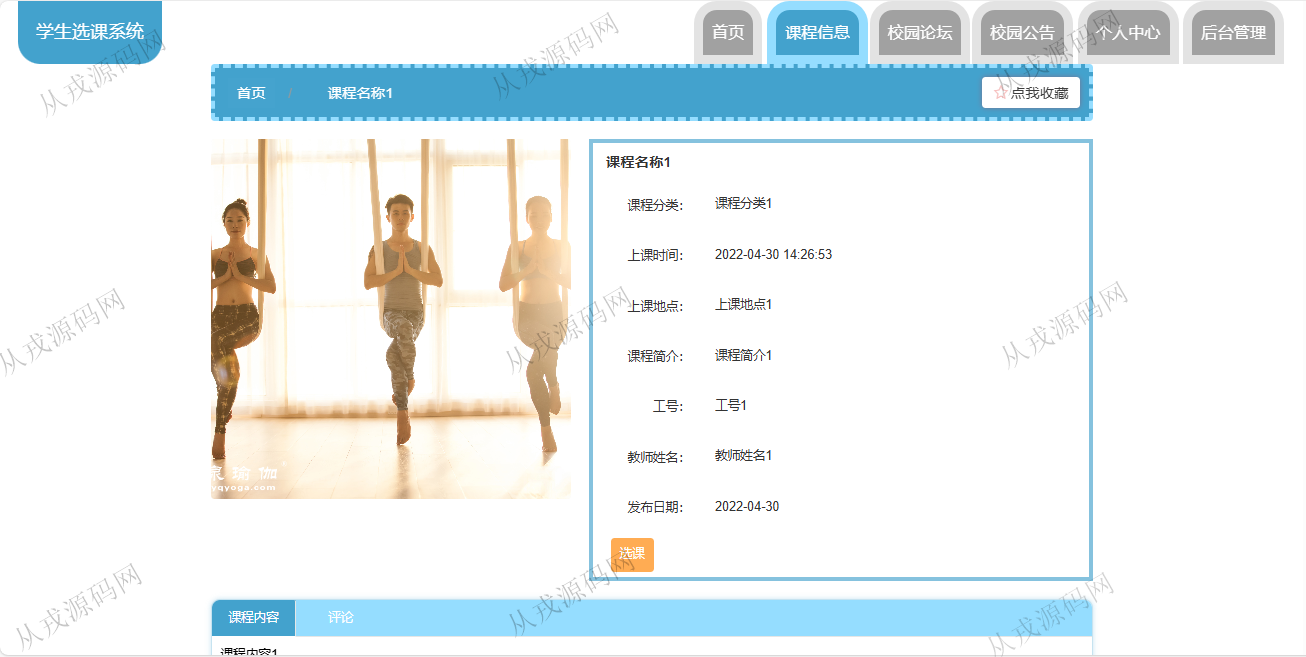 学生选课系统
首页
课程信息
校园论坛
校园公告
个人中心
后台管理
首页 / 课程名称1
☆点我收藏
课程名称1
课程分类: 课程分类1
上课时间: 2022-04-30 14:26:53
上课地点: 上课地点1
课程简介: 课程简介1
工号: 工号1
教师姓名: 教师姓名1
发布日期: 2022-04-30
选课
课程内容
评论
课程内容1
从戎源码网
从戎源码网
从戎源码网
从戎源码网
从戎源码网
从戎源码网
从戎源码网
从戎源码网
从戎源码网
瑜伽
yqyoga.com